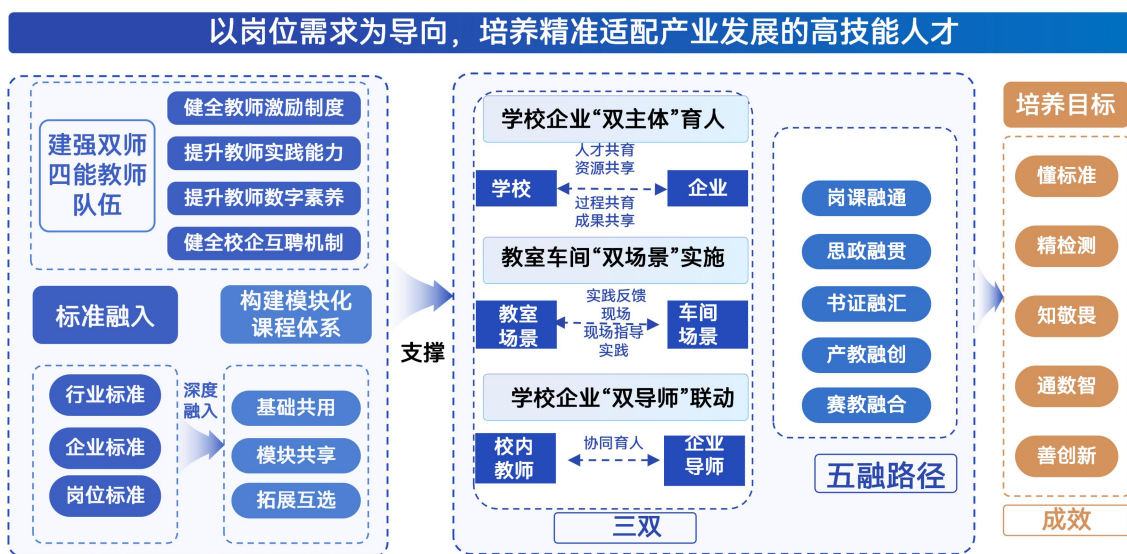 以岗位需求为导向，培养精准适配产业发展的高技能人才
建强双师
四能教师
队伍
健全教师激励制度
提升教师实践能力
提升教师数字素养
健全校企互聘机制
标准融入
构建模块化
课程体系
行业标准
企业标准
岗位标准
深度
融入
基础共用
模块共享
拓展互选
支撑
学校企业“双主体”育人
人才共育
资源共享
学校
企业
过程共育
成果共享
教室车间“双场景”实施
教室
场景
实践反馈
现场
现场指导
实践
车间
场景
学校企业“双导师”联动
校内
教师
协同育人
企业
导师
三双
岗课融通
思政融贯
书证融汇
产教融创
赛教融合
五融路径
培养目标
懂标准
精检测
知敬畏
通数智
善创新
成效